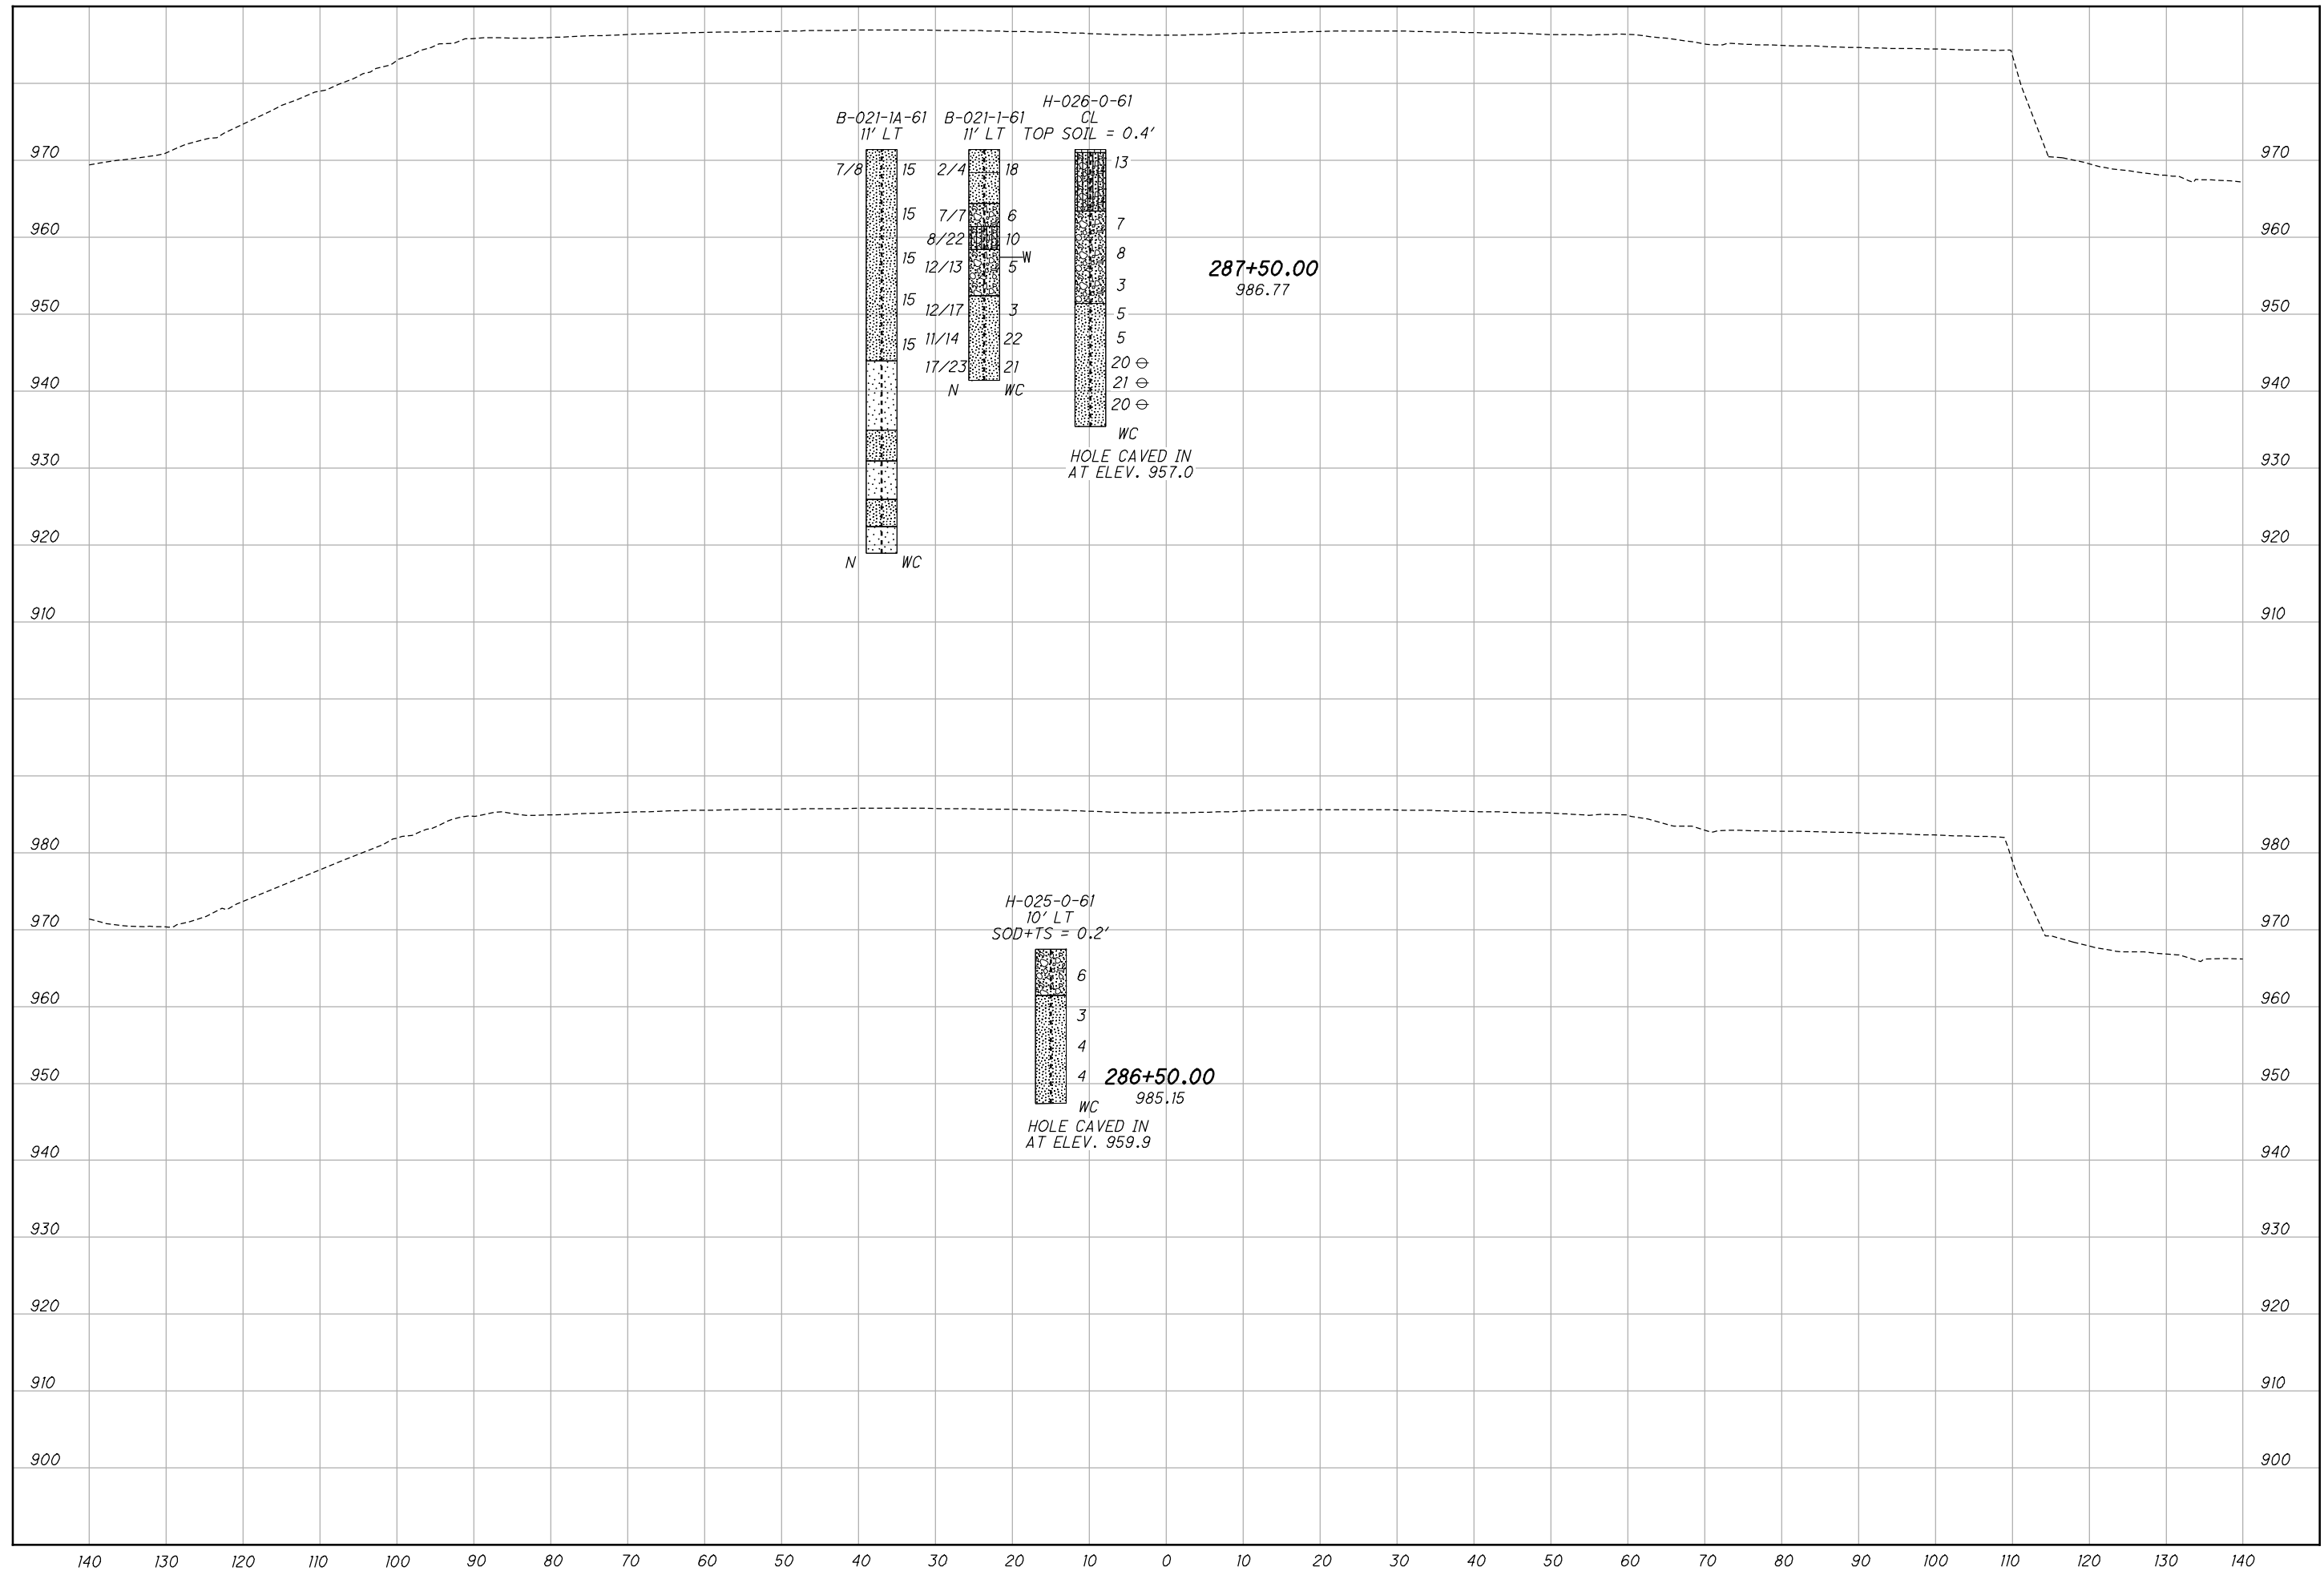 H-026-0-61
B-021-1A-61 B-021-1-61 CL
11' LT 11' LT TOP SOIL = 0.4'
970 970
7/8 15 2/4 18 13
15 7/7 6 7
960 8/22 10 960
15 12/13 5 W 8
287+50.00
986.77
15 3
950 12/17 3 5 950
15 11/14 22 5
17/23 21 20
940 N WC 21 940
20
WC
HOLE CAVED IN
930 930
AT ELEV. 957.0
920 920
N WC
910 910
980 980
H-025-0-61
10' LT
970 970
SOD+TS = 0.2'
6
960 960
3
4
950 4 286+50.00 950
985.15
WC
HOLE CAVED IN
AT ELEV. 959.9
940 940
930 930
920 920
910 910
900 900
140 130 120 110 100 90 80 70 60 50 40 30 20 10 0 10 20 30 40 50 60 70 80 90 100 110 120 130 140